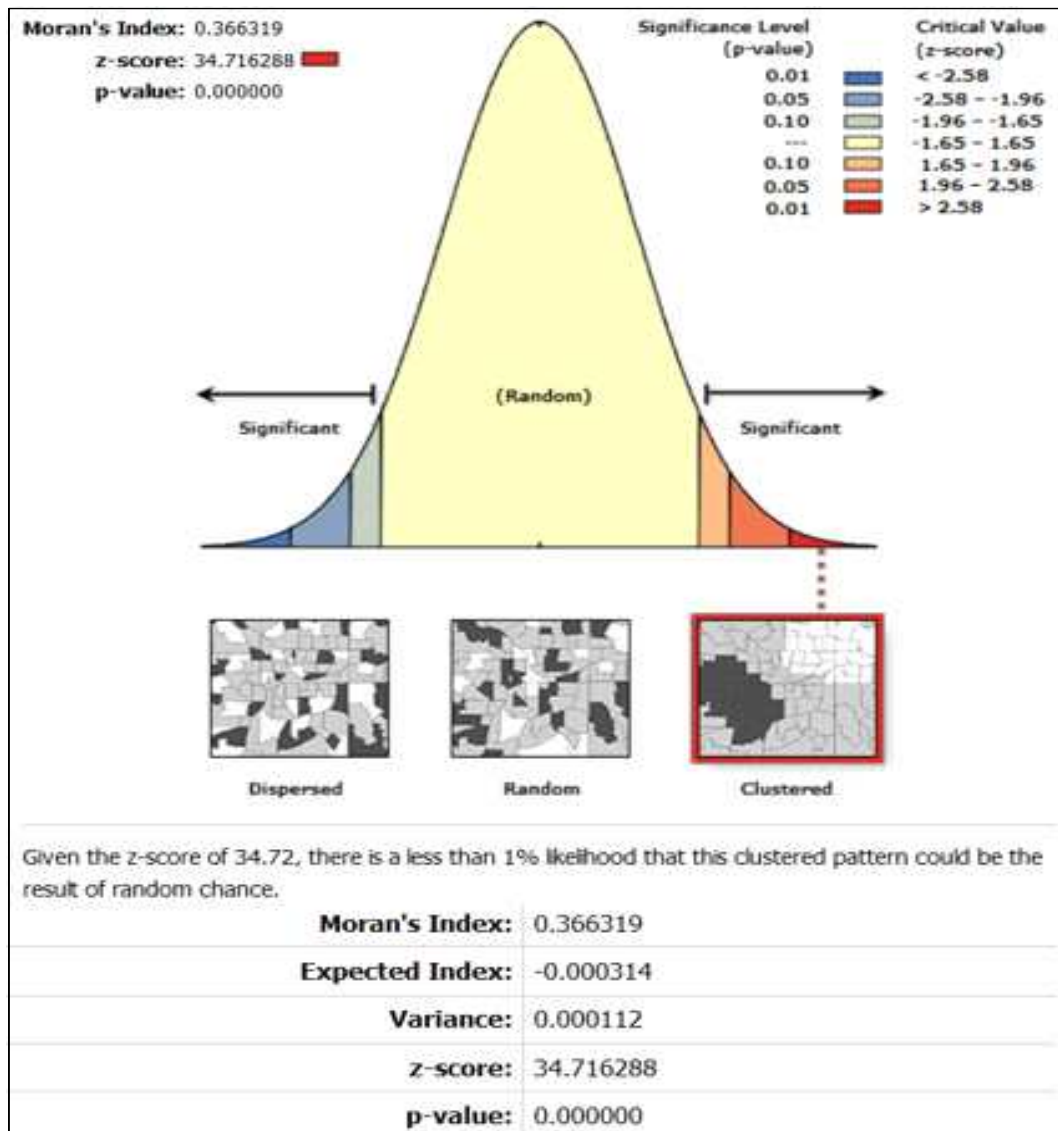 Moran's Index: 0.366319
z-score: 34.716288
p-value: 0.000000
Significance Level (p-value)
Critical Value (z-score)
0.01 < -2.58
0.05 -2.58 - -1.96
0.10 -1.96 - -1.65
--- -1.65 - 1.65
0.10 1.65 - 1.96
0.05 1.96 - 2.58
0.01 > 2.58
(Random)
Significant
Significant
Dispersed
Random
Clustered
Given the z-score of 34.72, there is a less than 1% likelihood that this clustered pattern could be the
result of random chance.
Moran's Index: 0.366319
Expected Index: -0.000314
Variance: 0.000112
z-score: 34.716288
p-value: 0.000000